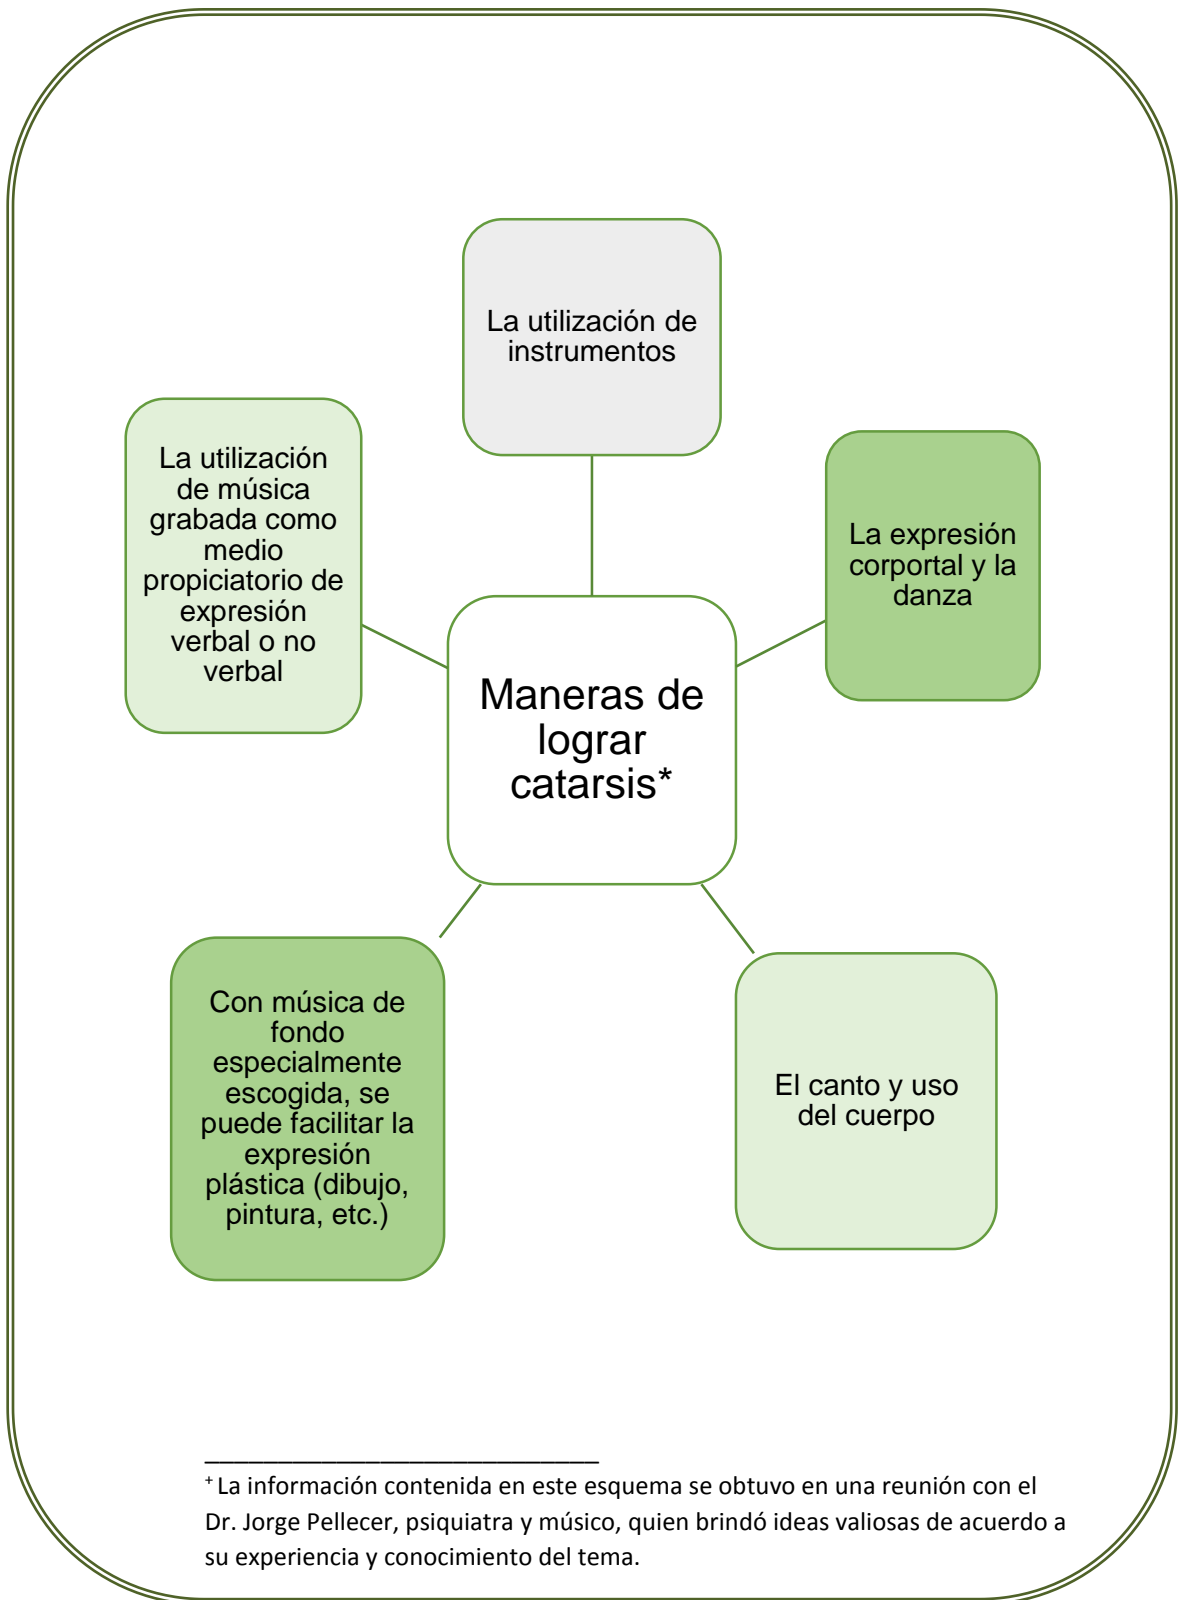 La utilización de
instrumentos
La utilización
de música
grabada como
medio
propiciatorio de
expresión
verbal o no
verbal
La expresión
corportal y la
danza
Maneras de
lograr
catarsis*
Con música de
fondo
especialmente
escogida, se
puede facilitar la
expresión
plástica (dibujo,
pintura, etc.)
El canto y uso
del cuerpo
+ La información contenida en este esquema se obtuvo en una reunión con el
Dr. Jorge Pellecer, psiquiatra y músico, quien brindó ideas valiosas de acuerdo a
su experiencia y conocimiento del tema.